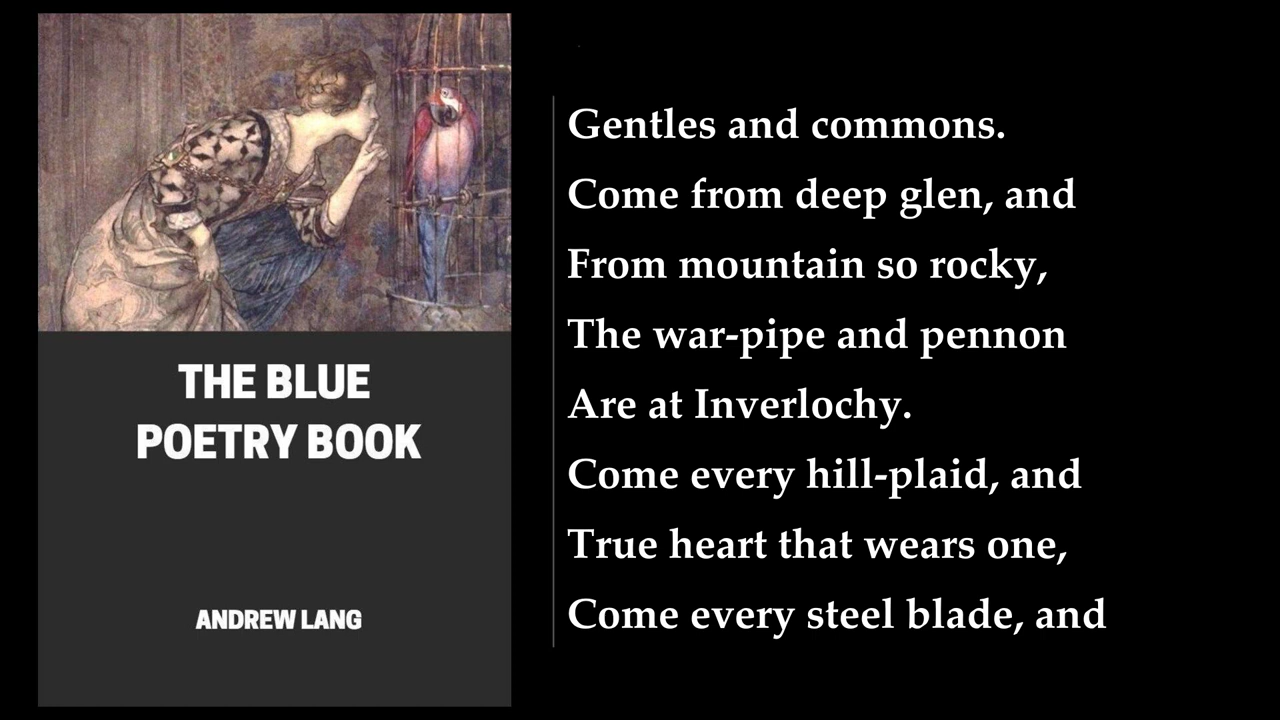 THE BLUE
POETRY BOOK
ANDREW LANG
Gentles and commons.
Come from deep glen, and
From mountain so rocky,
The war-pipe and pennon
Are at Inverlochy.
Come every hill-plaid, and
True heart that wears one,
Come every steel blade, and